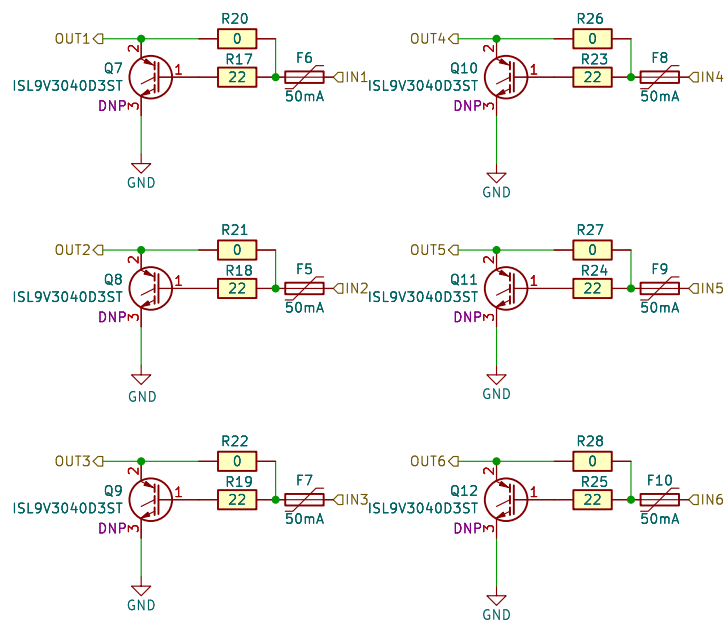 R20
OUT1
0
2
R17
F6
Q7
1
22
IN1
ISL9V3040D3ST
50mA
DNP
3
GND
R26
OUT4
0
2
R23
F8
Q10
1
22
IN4
ISL9V3040D3ST
50mA
DNP
3
GND
R21
OUT2
0
2
R18
F5
Q8
1
22
IN2
ISL9V3040D3ST
50mA
DNP
3
GND
R27
OUT5
0
2
R24
F9
Q11
1
22
IN5
ISL9V3040D3ST
50mA
DNP
3
GND
R22
OUT3
0
2
R19
F7
Q9
1
22
IN3
ISL9V3040D3ST
50mA
DNP
3
GND
R28
OUT6
0
2
R25
F10
Q12
1
22
IN6
ISL9V3040D3ST
50mA
DNP
3
GND